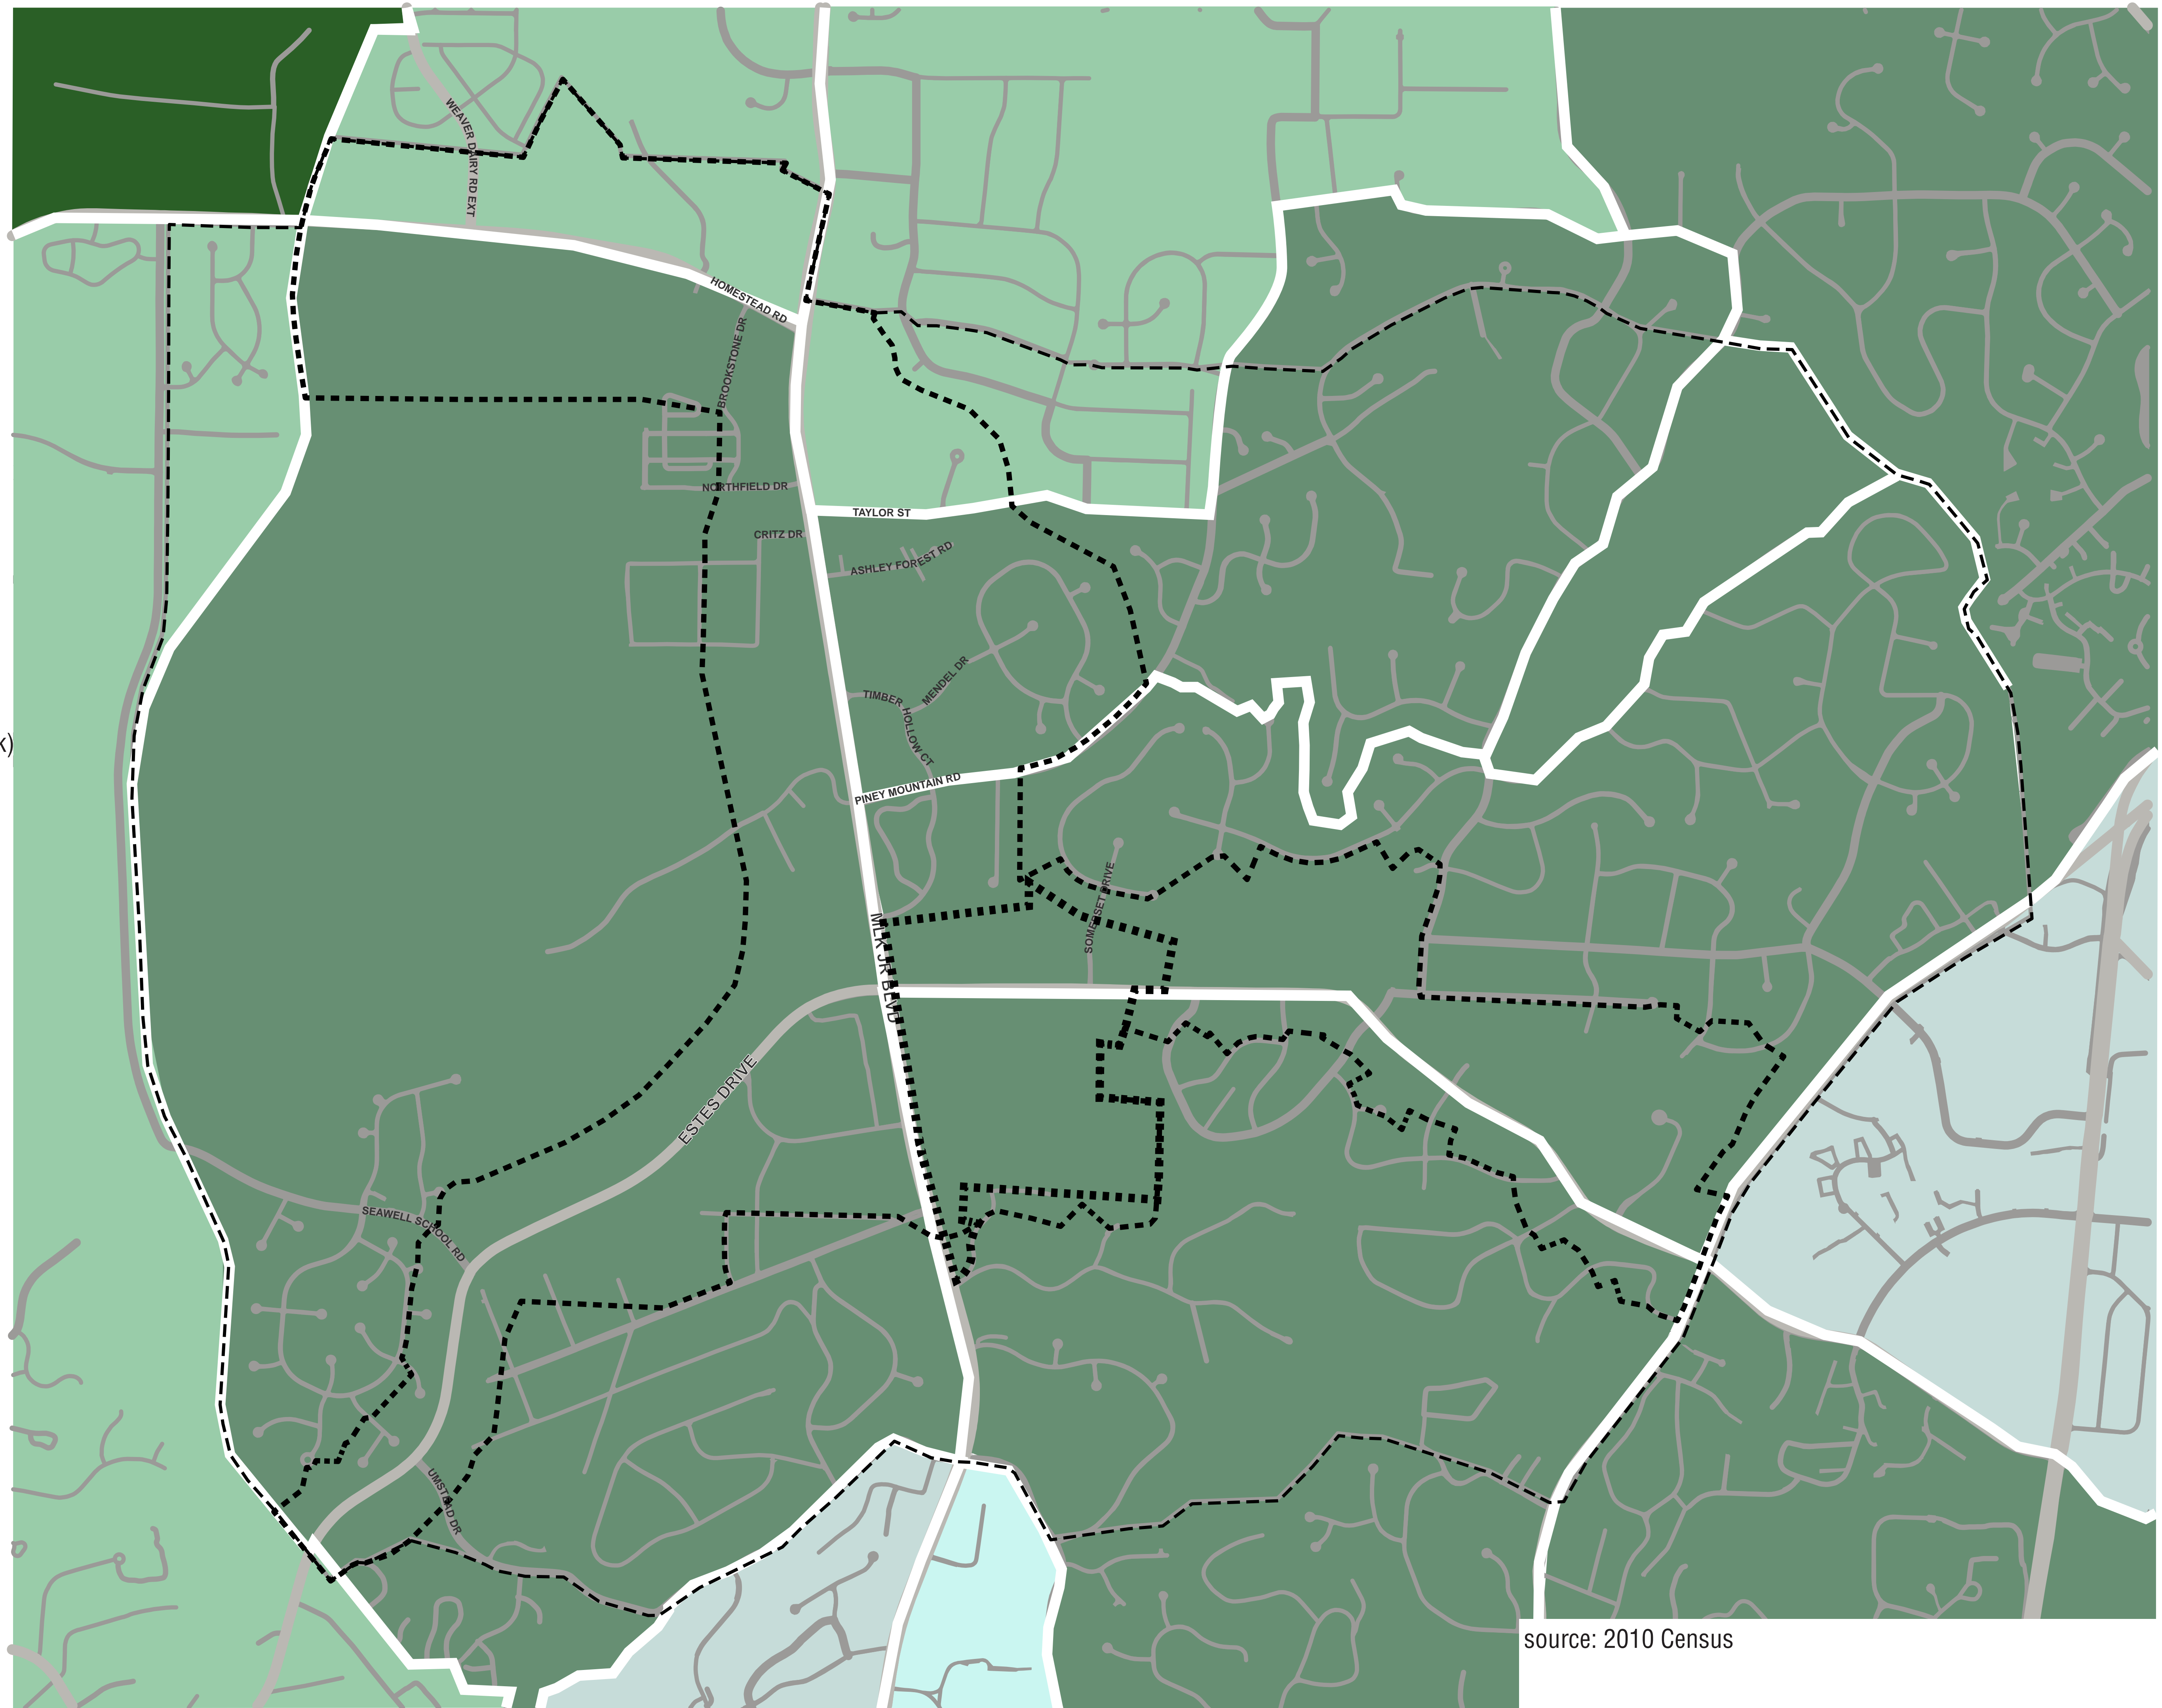 WEAVER DAIRY RD EXT
HOMESTEAD RD
BROOKSTONE DR
NORTHFIELD DR
TAYLOR ST
CRITZ DR
ASHLEY FOREST RD
MENDEL DR
TIMBER HOLLOW CT
k)
PINEY MOUNTAIN RD
SOMERSET DRIVE
MLK JR BLVD
ESTES DRIVE
SEAWELL SCHOOL RD
UMSTEAD DR
source: 2010 Census